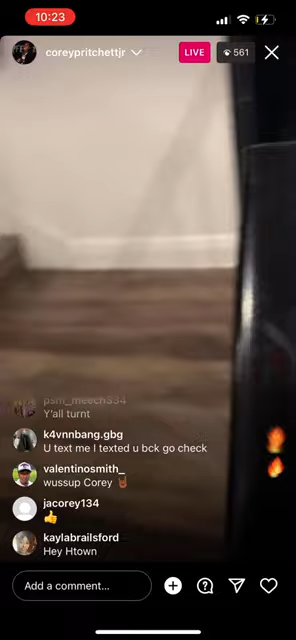 10:23
coreypritchettjr
LIVE
561
psm_meech334
Y'all turnt
k4vnnbang.gbg
U text me I texted u bck go check
valentinosmith_
wussup Corey
jacorey134
kaylabrailsford
Hey Htown
Add a comment...